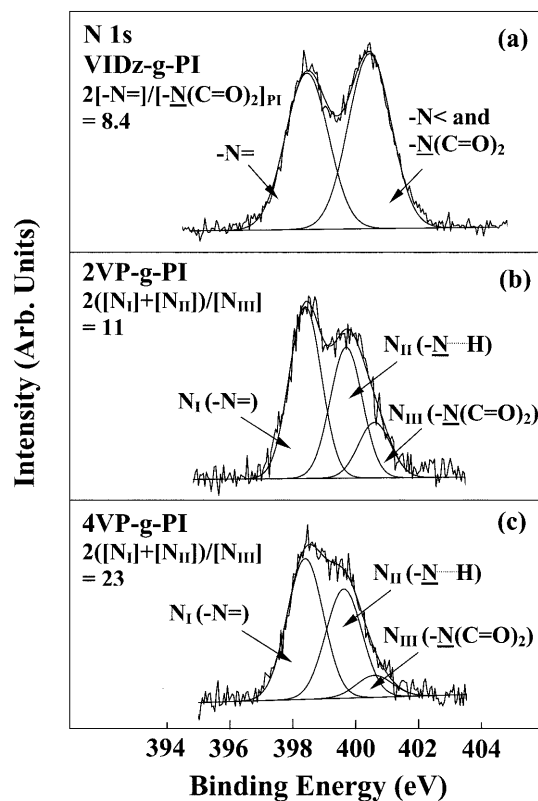 Intensity (Arb. Units)
N 1s
(a)
VIDz-g-PI
2[-N=]/[-N(C=O)2]PI
= 8.4
-N=
-N< and
-N(C=O)2
2VP-g-PI
(b)
2([NI]+[NII])/[NIII]
= 11
NI (-N=)
NII (-N┈H)
NIII (-N(C=O)2)
4VP-g-PI
(c)
2([NI]+[NII])/[NIII]
= 23
NI (-N=)
NII (-N┈H)
NIII (-N(C=O)2)
394 396 398 400 402 404
Binding Energy (eV)